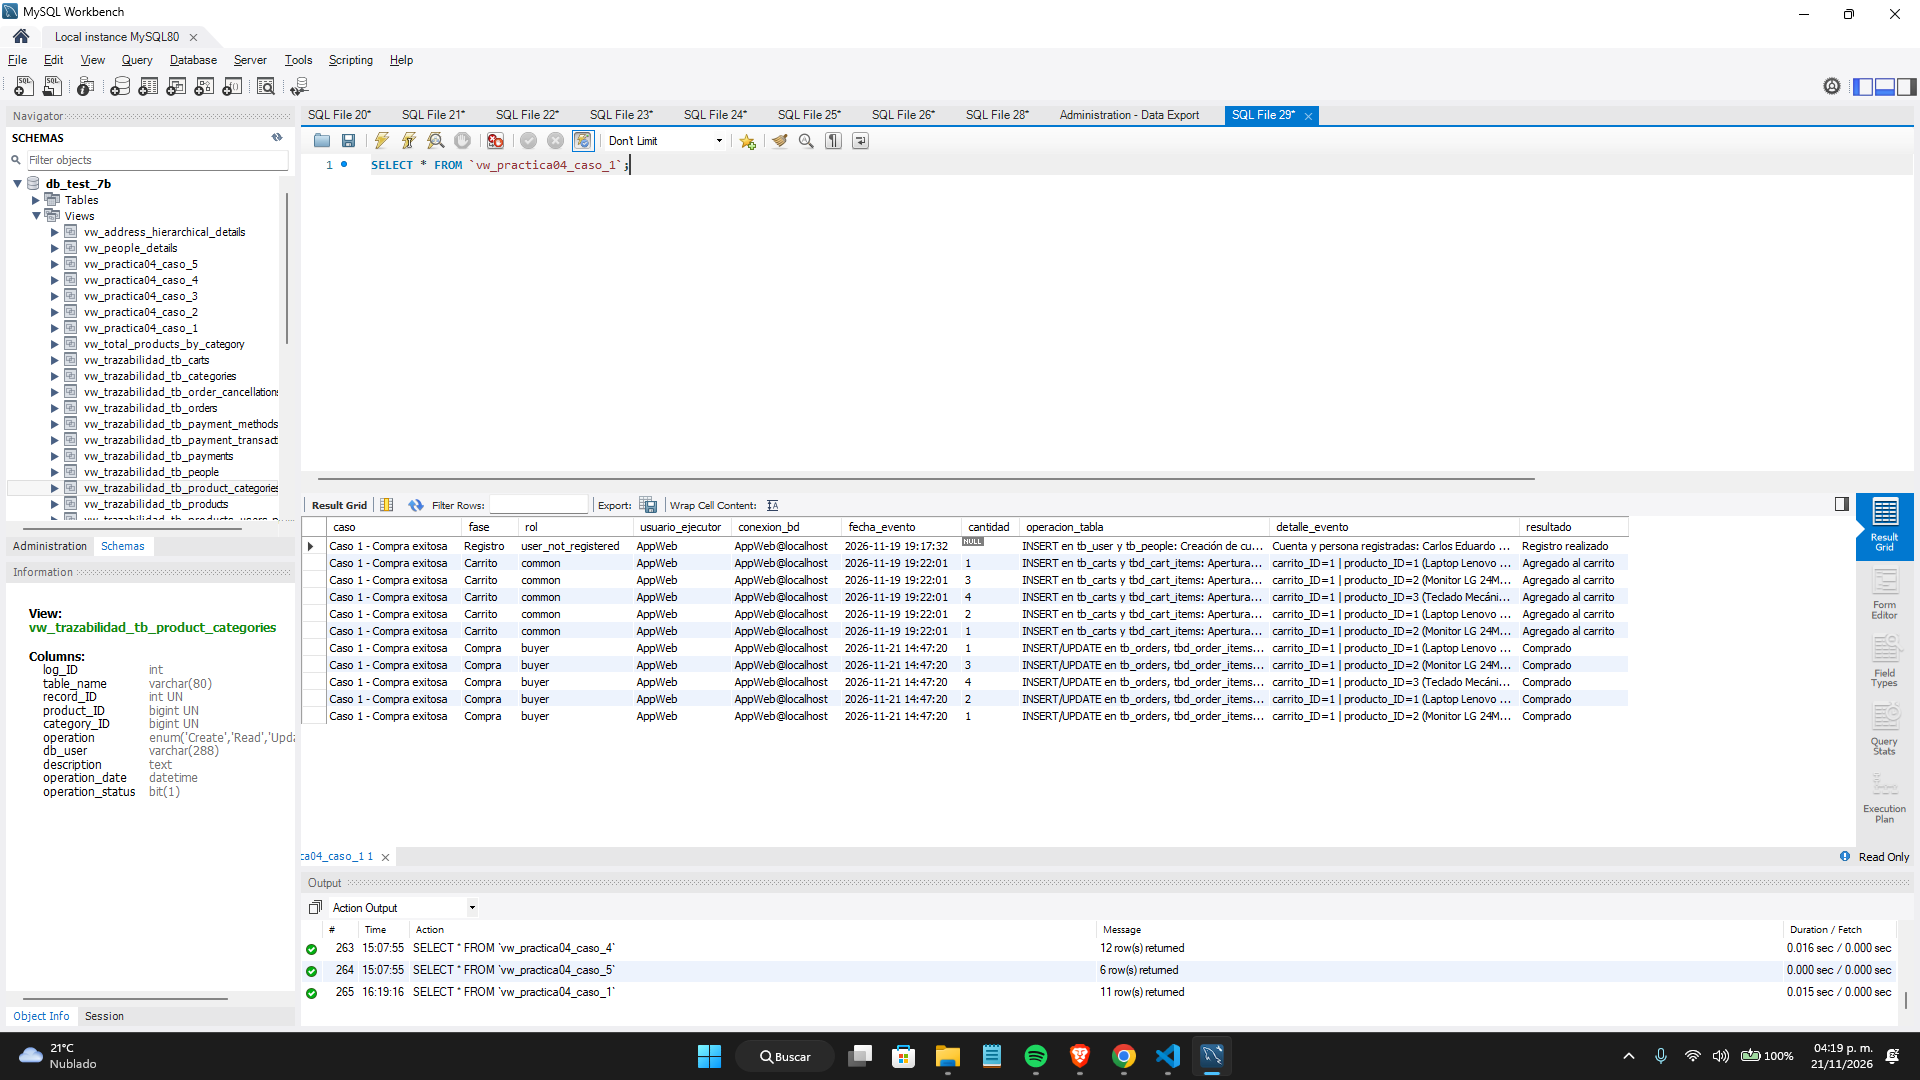 MySQL Workbench
Local instance MySQL80
File Edit View Query Database Server Tools Scripting Help
Navigator
SCHEMAS
Filter objects
db_test_7b
Tables
Views
vw_address_hierarchical_details
vw_people_details
vw_practica04_caso_5
vw_practica04_caso_4
vw_practica04_caso_3
vw_practica04_caso_2
vw_practica04_caso_1
vw_total_products_by_category
vw_trazabilidad_tb_carts
vw_trazabilidad_tb_categories
vw_trazabilidad_tb_order_cancellations
vw_trazabilidad_tb_orders
vw_trazabilidad_tb_payment_methods
vw_trazabilidad_tb_payment_transact
vw_trazabilidad_tb_payments
vw_trazabilidad_tb_people
vw_trazabilidad_tb_product_categories
vw_trazabilidad_tb_products
Administration Schemas
Information
View:
vw_trazabilidad_tb_product_categories
Columns:
log_ID int
table_name varchar(80)
record_ID int UN
product_ID bigint UN
category_ID bigint UN
operation enum('Create','Read','Upda
db_user varchar(288)
description text
operation_date datetime
operation_status bit(1)
Object Info Session
SQL File 20* SQL File 21* SQL File 22* SQL File 23* SQL File 24* SQL File 25* SQL File 26* SQL File 28* Administration - Data Export SQL File 29*
Don't Limit
1 SELECT * FROM `vw_practica04_caso_1`;
Result Grid Filter Rows: Export: Wrap Cell Content:
caso fase rol usuario_ejecutor conexion_bd fecha_evento cantidad operacion_tabla detalle_evento resultado
Caso 1 - Compra exitosa Registro user_not_registered AppWeb AppWeb@localhost 2026-11-19 19:17:32 NULL INSERT en tb_user y tb_people: Creación de cu... Cuenta y persona registradas: Carlos Eduardo ... Registro realizado
Caso 1 - Compra exitosa Carrito common AppWeb AppWeb@localhost 2026-11-19 19:22:01 1 INSERT en tb_carts y tbd_cart_items: Apertura... carrito_ID=1 | producto_ID=1 (Laptop Lenovo ... Agregado al carrito
Caso 1 - Compra exitosa Carrito common AppWeb AppWeb@localhost 2026-11-19 19:22:01 3 INSERT en tb_carts y tbd_cart_items: Apertura... carrito_ID=1 | producto_ID=2 (Monitor LG 24M... Agregado al carrito
Caso 1 - Compra exitosa Carrito common AppWeb AppWeb@localhost 2026-11-19 19:22:01 4 INSERT en tb_carts y tbd_cart_items: Apertura... carrito_ID=1 | producto_ID=3 (Teclado Mecáni... Agregado al carrito
Caso 1 - Compra exitosa Carrito common AppWeb AppWeb@localhost 2026-11-19 19:22:01 2 INSERT en tb_carts y tbd_cart_items: Apertura... carrito_ID=1 | producto_ID=1 (Laptop Lenovo ... Agregado al carrito
Caso 1 - Compra exitosa Carrito common AppWeb AppWeb@localhost 2026-11-19 19:22:01 1 INSERT en tb_carts y tbd_cart_items: Apertura... carrito_ID=1 | producto_ID=2 (Monitor LG 24M... Agregado al carrito
Caso 1 - Compra exitosa Compra buyer AppWeb AppWeb@localhost 2026-11-21 14:47:20 1 INSERT/UPDATE en tb_orders, tbd_order_items... carrito_ID=1 | producto_ID=1 (Laptop Lenovo ... Comprado
Caso 1 - Compra exitosa Compra buyer AppWeb AppWeb@localhost 2026-11-21 14:47:20 3 INSERT/UPDATE en tb_orders, tbd_order_items... carrito_ID=1 | producto_ID=2 (Monitor LG 24M... Comprado
Caso 1 - Compra exitosa Compra buyer AppWeb AppWeb@localhost 2026-11-21 14:47:20 4 INSERT/UPDATE en tb_orders, tbd_order_items... carrito_ID=1 | producto_ID=3 (Teclado Mecáni... Comprado
Caso 1 - Compra exitosa Compra buyer AppWeb AppWeb@localhost 2026-11-21 14:47:20 2 INSERT/UPDATE en tb_orders, tbd_order_items... carrito_ID=1 | producto_ID=1 (Laptop Lenovo ... Comprado
Caso 1 - Compra exitosa Compra buyer AppWeb AppWeb@localhost 2026-11-21 14:47:20 1 INSERT/UPDATE en tb_orders, tbd_order_items... carrito_ID=1 | producto_ID=2 (Monitor LG 24M... Comprado
Result Grid
Form Editor
Field Types
Query Stats
Execution Plan
ca04_caso_1 1
Read Only
Output
Action Output
# Time Action Message Duration / Fetch
263 15:07:55 SELECT * FROM `vw_practica04_caso_4` 12 row(s) returned 0.016 sec / 0.000 sec
264 15:07:55 SELECT * FROM `vw_practica04_caso_5` 6 row(s) returned 0.000 sec / 0.000 sec
265 16:19:16 SELECT * FROM `vw_practica04_caso_1` 11 row(s) returned 0.015 sec / 0.000 sec
21°C
Nublado
Buscar
100%
04:19 p. m.
21/11/2026